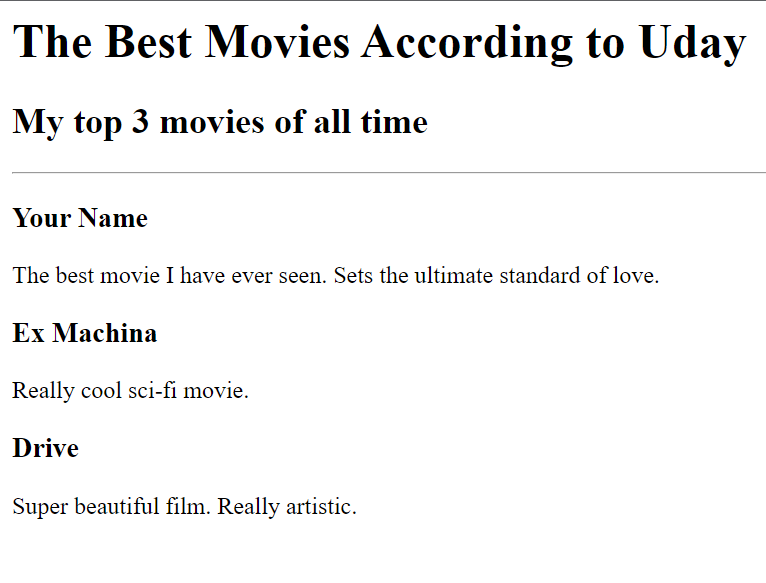 The Best Movies According to Uday
My top 3 movies of all time
Your Name
The best movie I have ever seen. Sets the ultimate standard of love.
Ex Machina
Really cool sci-fi movie.
Drive
Super beautiful film. Really artistic.